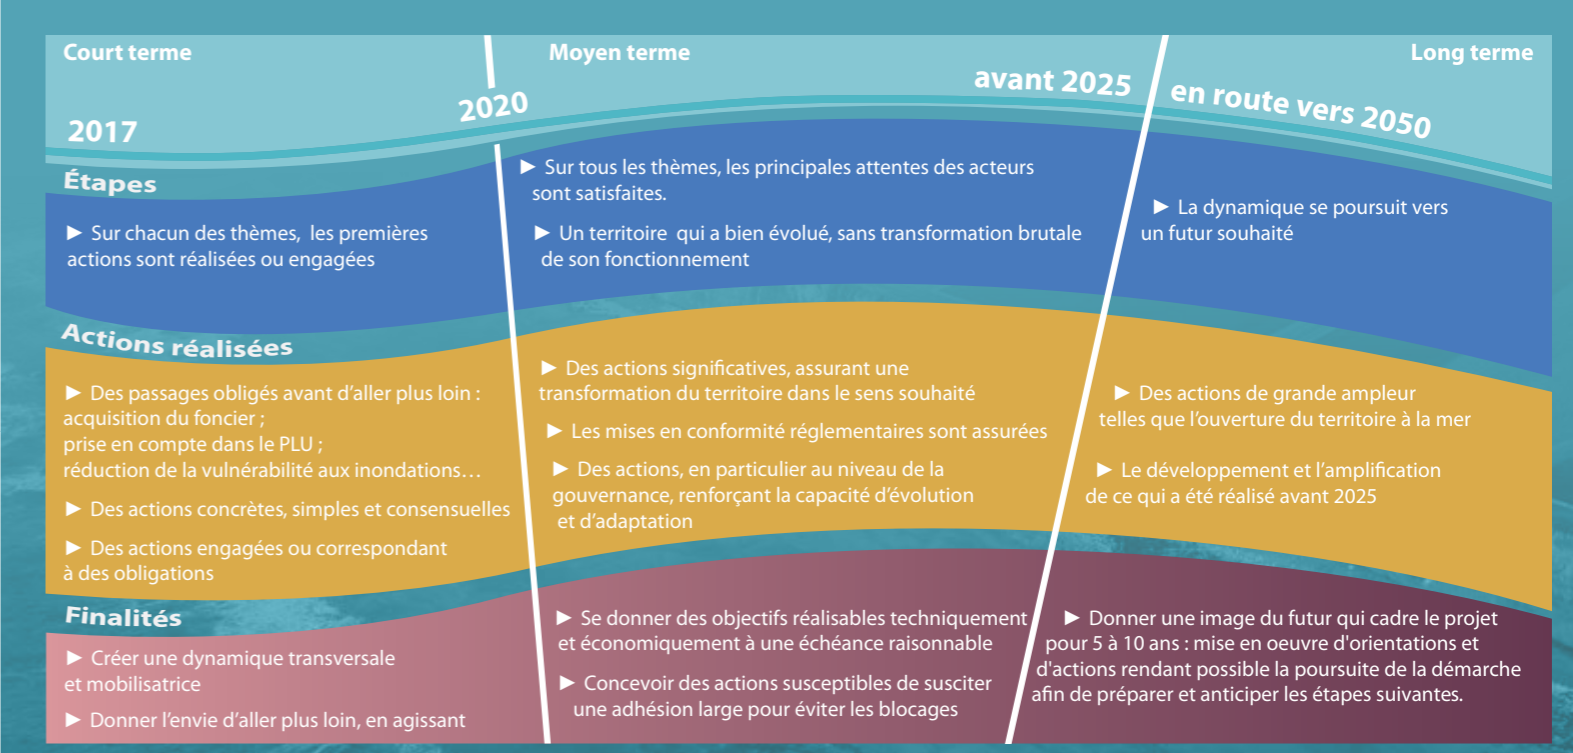 Court terme
Moyen terme
Long terme
2017
2020
avant 2025
en route vers 2050
Étapes
► Sur chacun des thèmes, les premières
actions sont réalisées ou engagées
► Sur tous les thèmes, les principales attentes des acteurs
sont satisfaites.
► Un territoire qui a bien évolué, sans transformation brutale
de son fonctionnement
► La dynamique se poursuit vers
un futur souhaité
Actions réalisées
► Des passages obligés avant d’aller plus loin :
acquisition du foncier ;
prise en compte dans le PLU ;
réduction de la vulnérabilité aux inondations…
► Des actions concrètes, simples et consensuelles
► Des actions engagées ou correspondant
à des obligations
► Des actions significatives, assurant une
transformation du territoire dans le sens souhaité
► Les mises en conformité réglementaires sont assurées
► Des actions, en particulier au niveau de la
gouvernance, renforçant la capacité d’évolution
et d’adaptation
► Des actions de grande ampleur
telles que l’ouverture du territoire à la mer
► Le développement et l’amplification
de ce qui a été réalisé avant 2025
Finalités
► Créer une dynamique transversale
et mobilisatrice
► Donner l’envie d’aller plus loin, en agissant
► Se donner des objectifs réalisables techniquement
et économiquement à une échéance raisonnable
► Concevoir des actions susceptibles de susciter
une adhésion large pour éviter les blocages
► Donner une image du futur qui cadre le projet
pour 5 à 10 ans : mise en oeuvre d'orientations et
d'actions rendant possible la poursuite de la démarche
afin de préparer et anticiper les étapes suivantes.